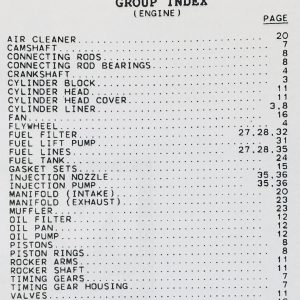 GROUP INDEX
(ENGINE)
PAGE
AIR CLEANER 20
CAMSHAFT 7
CONNECTING RODS 8
CONNECTING ROD BEARINGS 8
CRANKSHAFT 4
CYLINDER BLOCK 3
CYLINDER HEAD 11
CYLINDER HEAD COVER 11
CYLINDER LINER 3,8
FAN 16
FLYWHEEL 4
FUEL FILTER 27,28,32
FUEL LIFT PUMP 31
FUEL LINES 27,28,35
FUEL TANK 24
GASKET SETS 15
INJECTION NOZZLE 35,36
INJECTION PUMP 35,36
MANIFOLD (INTAKE) 20
MANIFOLD (EXHAUST) 23
MUFFLER 23
OIL FILTER 12
OIL PAN 12
OIL PUMP 12
PISTONS 8
PISTON RINGS 8
ROCKER ARMS 11
ROCKER SHAFT 11
TIMING GEARS 7
TIMING GEAR HOUSING 7
VALVES 11